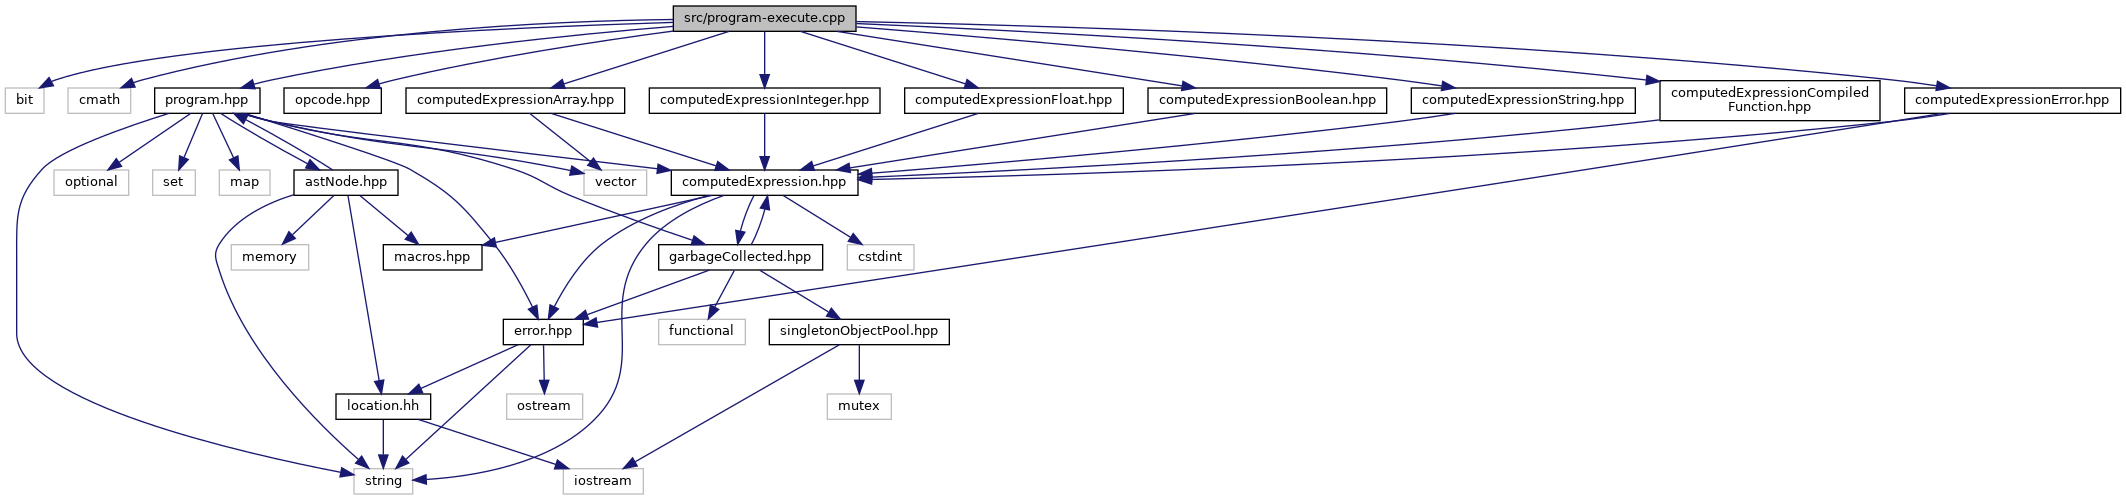 src/program-execute.cpp
bit
cmath
program.hpp
opcode.hpp
computedExpressionArray.hpp
computedExpressionInteger.hpp
computedExpressionFloat.hpp
computedExpressionBoolean.hpp
computedExpressionString.hpp
computedExpressionCompiled
Function.hpp
computedExpressionError.hpp
optional
set
map
astNode.hpp
vector
computedExpression.hpp
memory
macros.hpp
garbageCollected.hpp
cstdint
error.hpp
functional
singletonObjectPool.hpp
location.hh
ostream
mutex
string
iostream